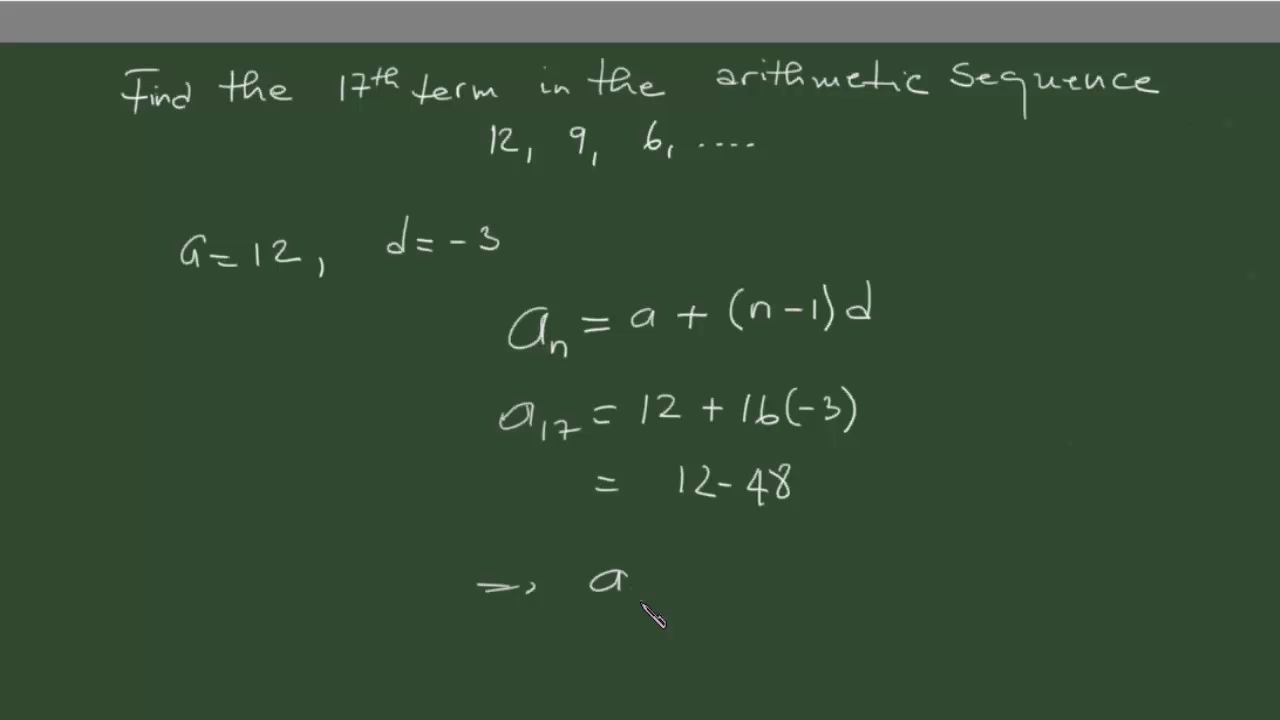 Find the 17th term in the arithmetic sequence
12, 9, 6, ....
a = 12, d = -3
aₙ = a + (n-1)d
a₁₇ = 12 + 16(-3)
= 12 - 48
⇒ a